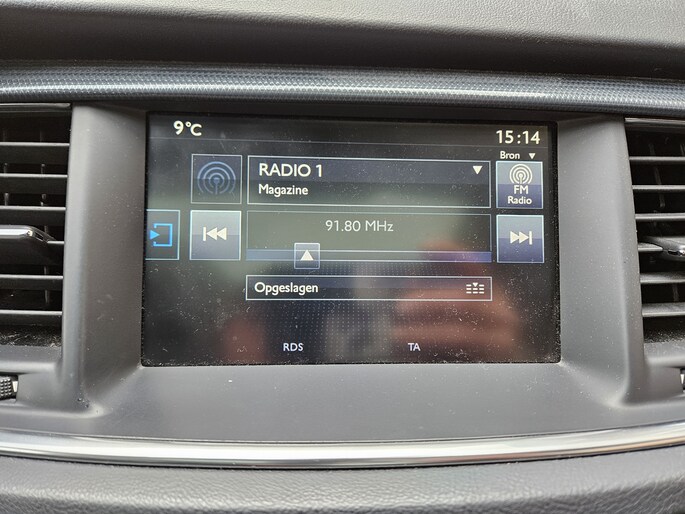 9°C
15:14
Bron
RADIO 1
Magazine
FM
Radio
91.80 MHz
Opgeslagen
RDS
TA